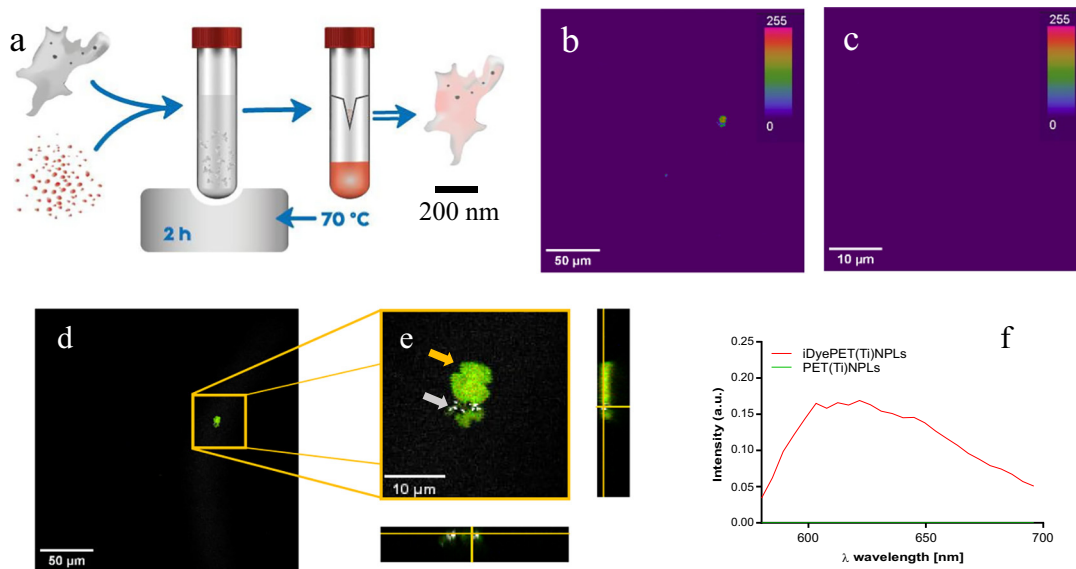 a
2 h
70 °C
200 nm
b
255
0
50 µm
c
255
0
10 µm
d
50 µm
e
10 µm
f
iDyePET(Ti)NPLs
PET(Ti)NPLs
Intensity (a.u.)
0.25
0.20
0.15
0.10
0.05
0.00
600
650
700
λ wavelength [nm]